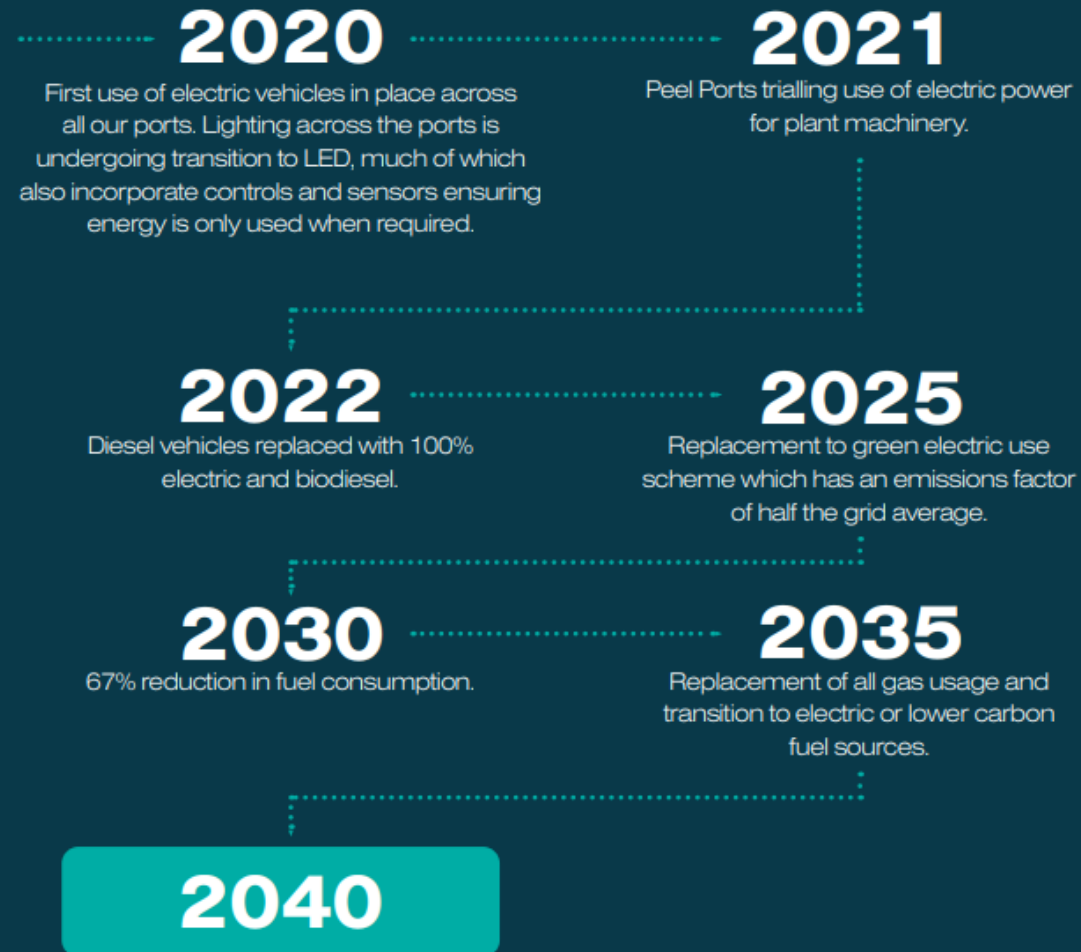 2020
First use of electric vehicles in place across
all our ports. Lighting across the ports is
undergoing transition to LED, much of which
also incorporate controls and sensors ensuring
energy is only used when required.
2021
Peel Ports trialling use of electric power
for plant machinery.
2022
Diesel vehicles replaced with 100%
electric and biodiesel.
2025
Replacement to green electric use
scheme which has an emissions factor
of half the grid average.
2030
67% reduction in fuel consumption.
2035
Replacement of all gas usage and
transition to electric or lower carbon
fuel sources.
2040